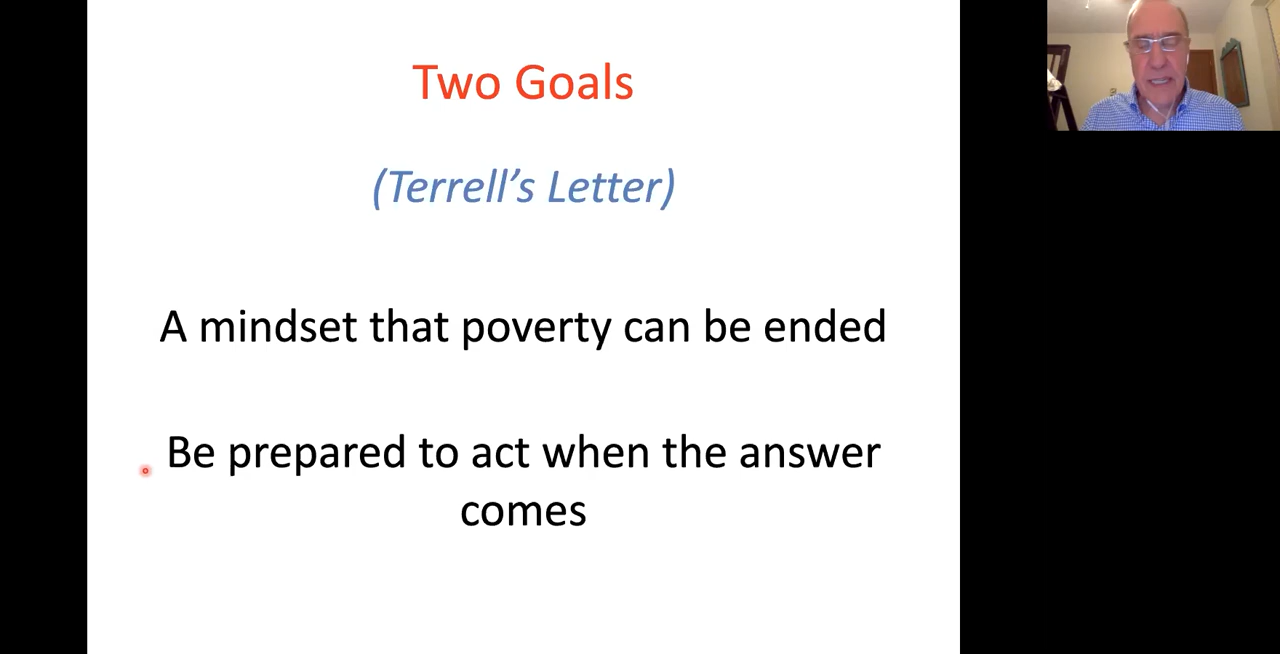 Two Goals
(Terrell’s Letter)
A mindset that poverty can be ended
Be prepared to act when the answer
comes